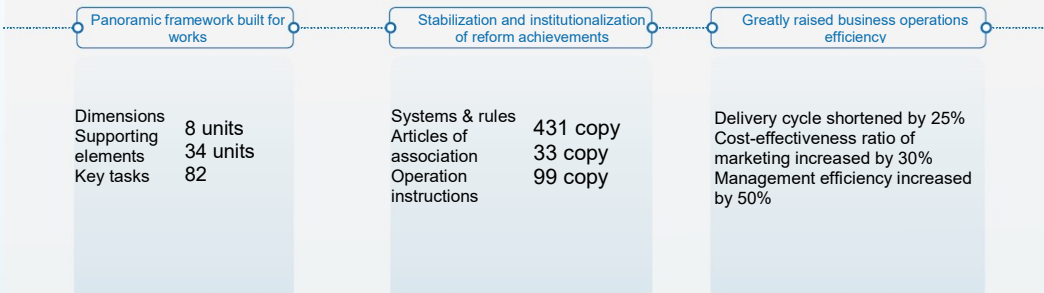 Panoramic framework built for
works
Stabilization and institutionalization
of reform achievements
Greatly raised business operations
efficiency
Dimensions
Supporting
elements
Key tasks
8 units
34 units
82
Systems & rules
Articles of
association
Operation
instructions
431 copy
33 copy
99 copy
Delivery cycle shortened by 25%
Cost-effectiveness ratio of
marketing increased by 30%
Management efficiency increased
by 50%